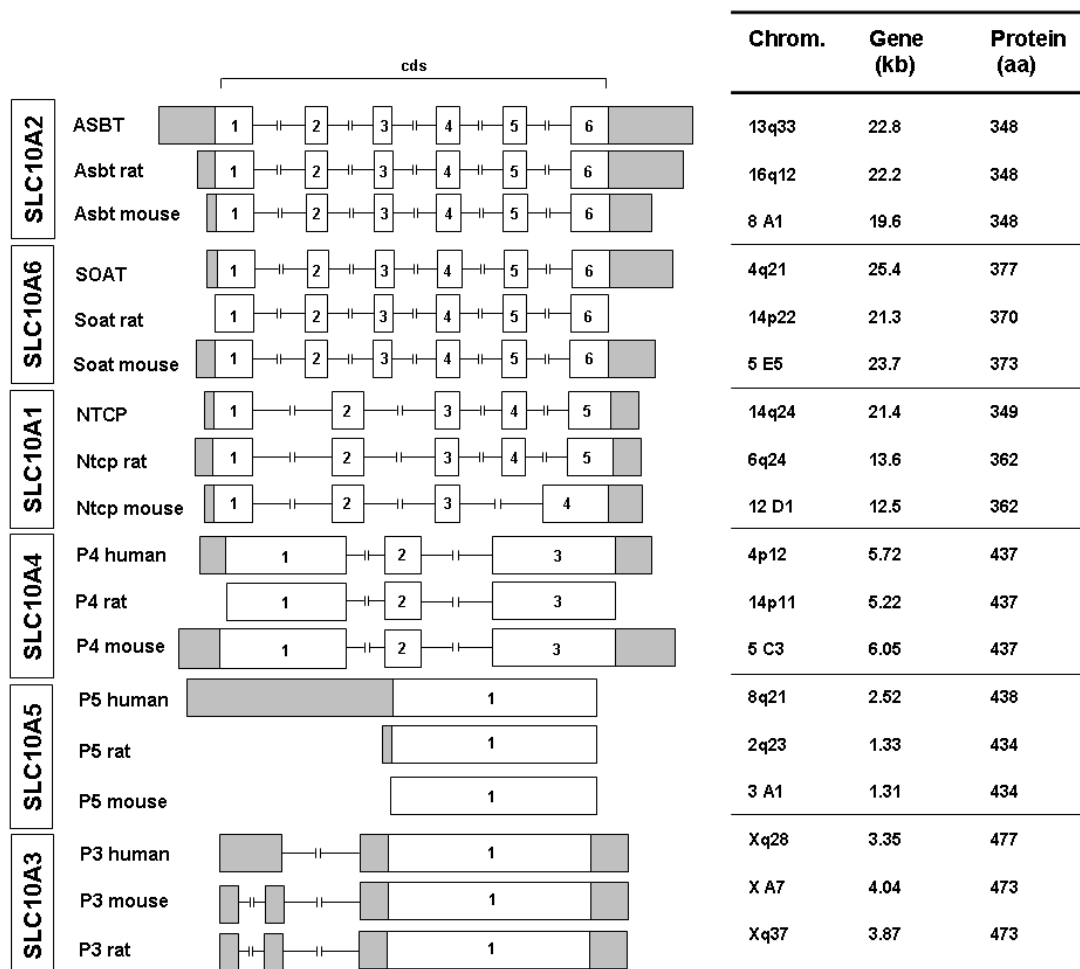 Chrom. Gene (kb) Protein (aa)
cds
SLC10A2
ASBT 1 2 3 4 5 6 13q33 22.8 348
Asbt rat 1 2 3 4 5 6 16q12 22.2 348
Asbt mouse 1 2 3 4 5 6 8 A1 19.6 348
SLC10A6
SOAT 1 2 3 4 5 6 4q21 25.4 377
Soat rat 1 2 3 4 5 6 14p22 21.3 370
Soat mouse 1 2 3 4 5 6 5 E5 23.7 373
SLC10A1
NTCP 1 2 3 4 5 14q24 21.4 349
Ntcp rat 1 2 3 4 5 6q24 13.6 362
Ntcp mouse 1 2 3 4 12 D1 12.5 362
SLC10A4
P4 human 1 2 3 4p12 5.72 437
P4 rat 1 2 3 14p11 5.22 437
P4 mouse 1 2 3 5 C3 6.05 437
SLC10A5
P5 human 1 8q21 2.52 438
P5 rat 1 2q23 1.33 434
P5 mouse 1 3 A1 1.31 434
SLC10A3
P3 human 1 Xq28 3.35 477
P3 mouse 1 X A7 4.04 473
P3 rat 1 Xq37 3.87 473